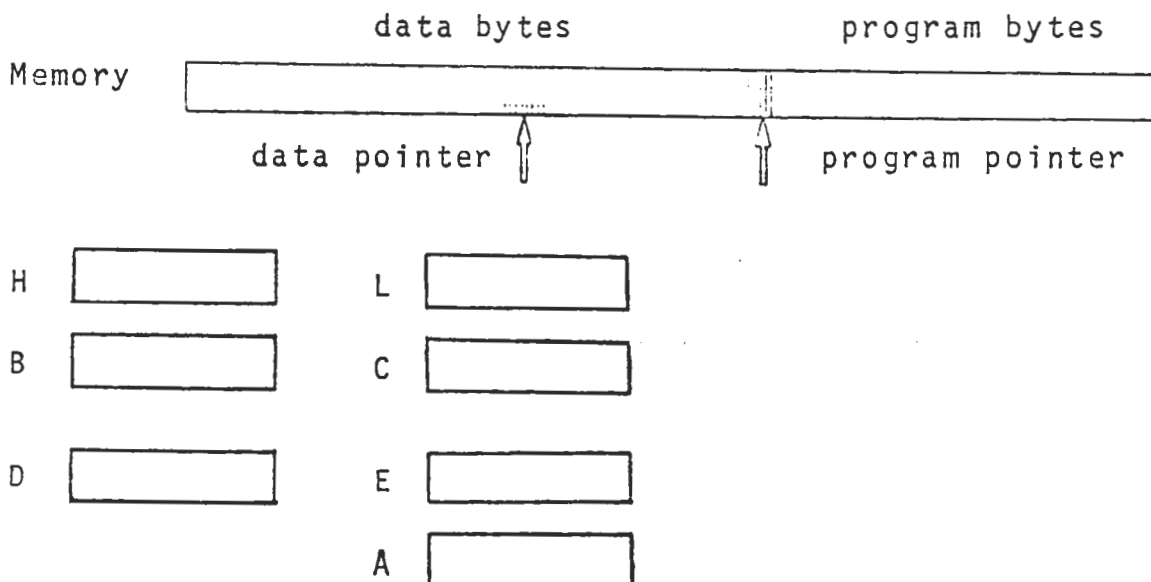 data bytes program bytes
Memory
data pointer program pointer
H L
B C
D E
A